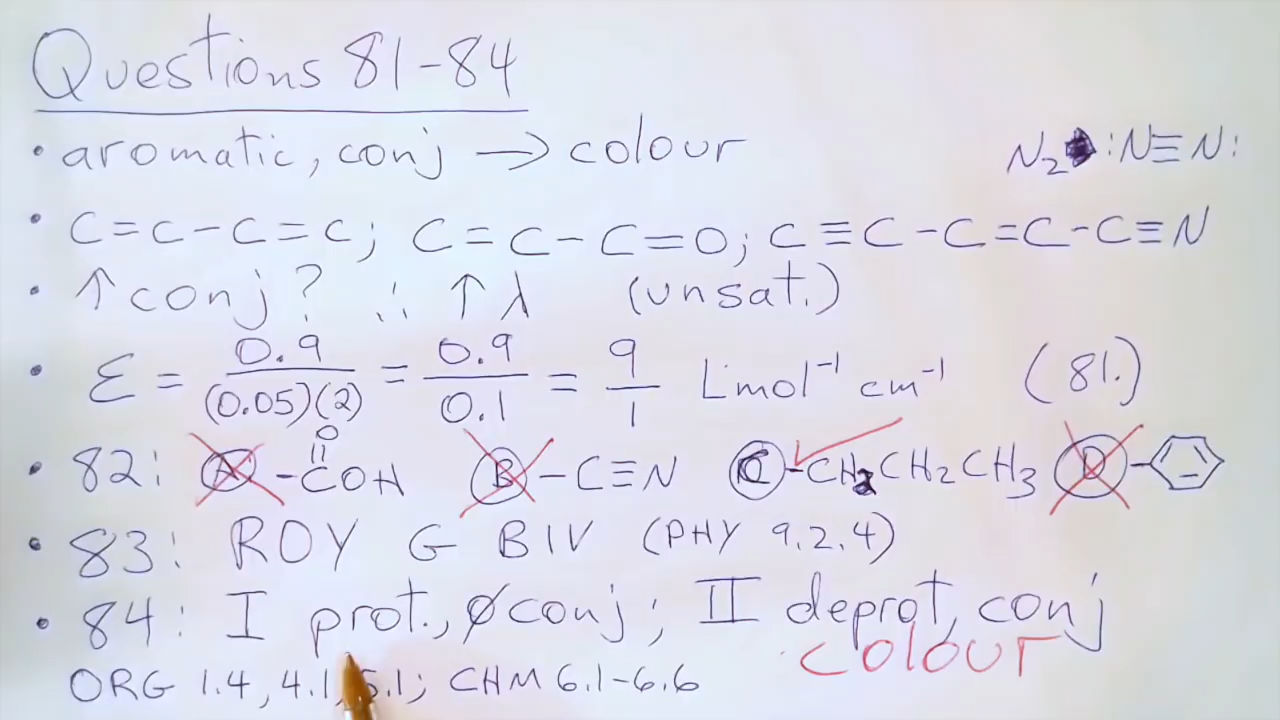 Questions 81-84
• aromatic, conj → colour N₂ :N≡N:
• C=C-C=C; C=C-C=O; C≡C-C=C-C≡N
• ↑conj? ∴ ↑λ (unsat.)
• ε = 0.9/(0.05)(2) = 0.9/0.1 = 9/1 Lmol⁻¹ cm⁻¹ (81.)
O
• 82: A -COH B -C≡N C -CH₂CH₂CH₃ D -
• 83: ROY G BIV (PHY 9.2.4)
• 84: I prot., ∅conj; II deprot, conj
colour
ORG 1.4, 4.1, 5.1; CHM 6.1-6.6